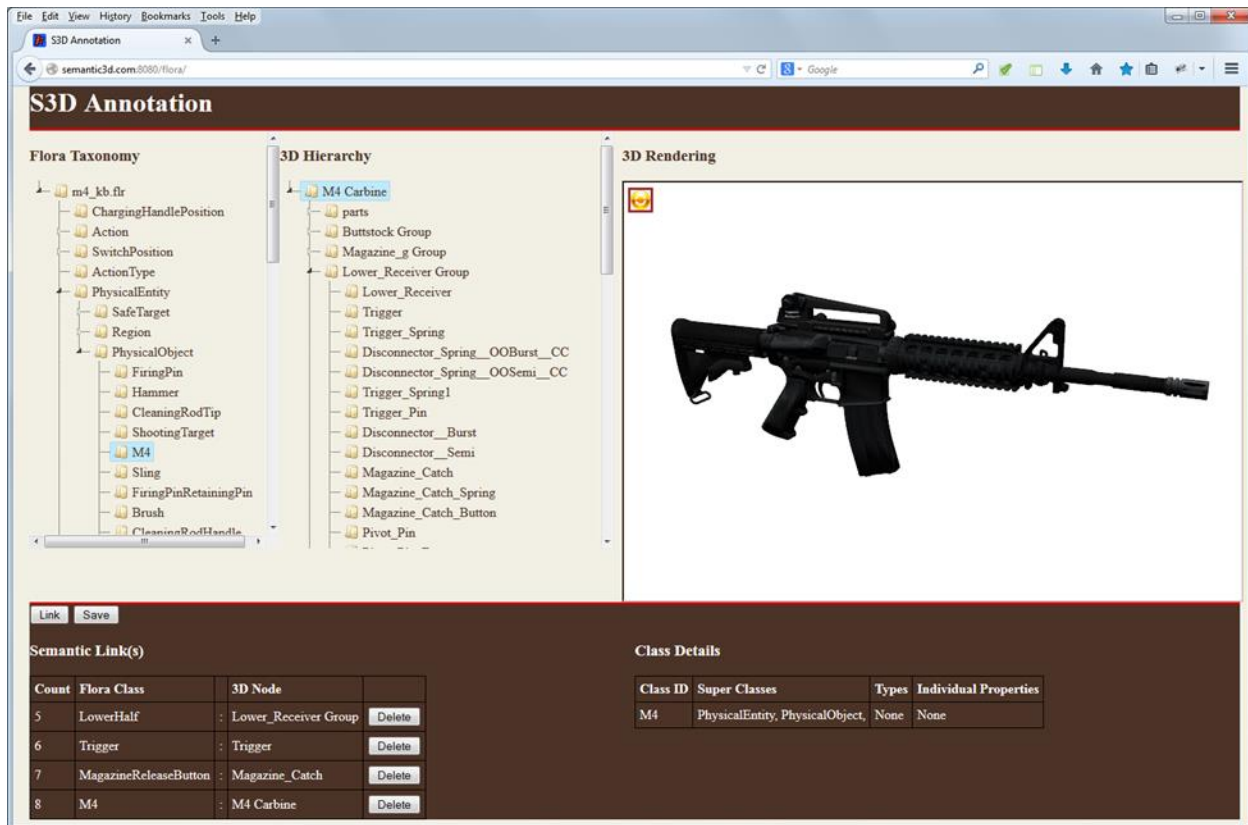 File Edit View History Bookmarks Tools Help
S3D Annotation × +
semantic3d.com:8080/flora/ Google
S3D Annotation
Flora Taxonomy
m4_kb.flr
ChargingHandlePosition
Action
SwitchPosition
ActionType
PhysicalEntity
SafeTarget
Region
PhysicalObject
FiringPin
Hammer
CleaningRodTip
ShootingTarget
M4
Sling
FiringPinRetainingPin
Brush
CleaningRodHandle
3D Hierarchy
M4 Carbine
parts
Buttstock Group
Magazine_g Group
Lower_Receiver Group
Lower_Receiver
Trigger
Trigger_Spring
Disconnector_Spring__OOBurst__CC
Disconnector_Spring__OOSemi__CC
Trigger_Spring1
Trigger_Pin
Disconnector__Burst
Disconnector__Semi
Magazine_Catch
Magazine_Catch_Spring
Magazine_Catch_Button
Pivot_Pin
3D Rendering
Link Save
Semantic Link(s)
Count Flora Class 3D Node
5 LowerHalf : Lower_Receiver Group Delete
6 Trigger : Trigger Delete
7 MagazineReleaseButton : Magazine_Catch Delete
8 M4 : M4 Carbine Delete
Class Details
Class ID Super Classes Types Individual Properties
M4 PhysicalEntity, PhysicalObject, None None